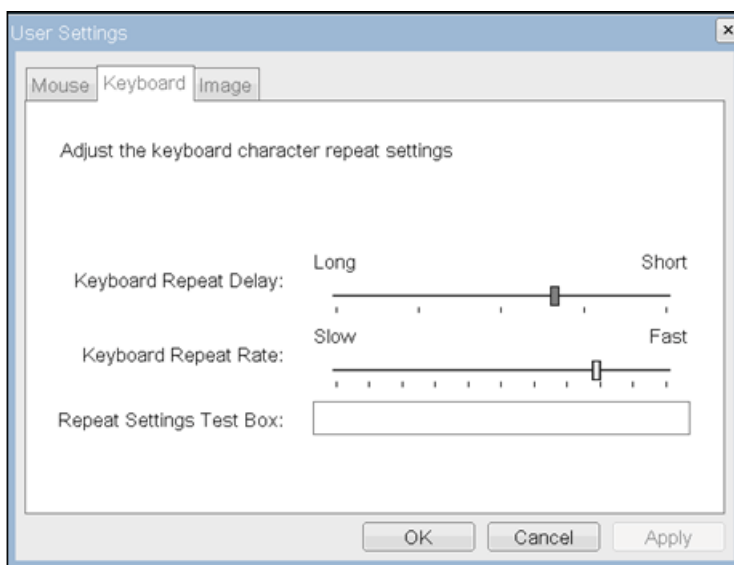 User Settings
Mouse Keyboard Image
Adjust the keyboard character repeat settings
Long Short
Keyboard Repeat Delay:
Slow Fast
Keyboard Repeat Rate:
Repeat Settings Test Box:
OK Cancel Apply